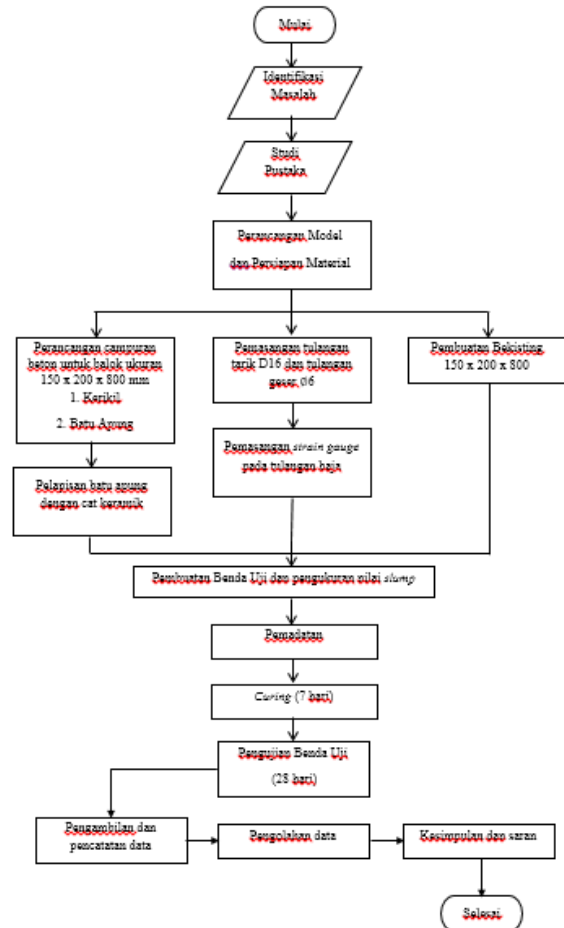 Mulai
Identifikasi
Masalah
Studi
Pustaka
Perancangan Model
dan Persiapan Material
Perancangan campuran
beton untuk balok ukuran
150 x 200 x 800 mm
1. Kerikil
2. Batu Apung
Pemasangan tulangan
tarik D16 dan tulangan
geser ø6
Pembuatan Bekisting
150 x 200 x 800
Pelapisan batu apung
dengan cat keramik
Pemasangan strain gauge
pada tulangan baja
Pembuatan Benda Uji dan pengukuran nilai slump
Pemadatan
Curing (7 hari)
Pengujian Benda Uji
(28 hari)
Pengambilan dan
pencatatan data
Pengolakan data
Kesimpulan dan saran
Selesai